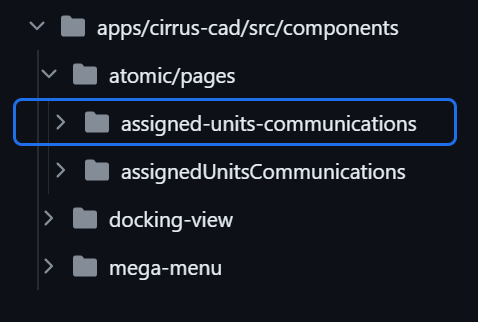 apps/cirrus-cad/src/components
atomic/pages
assigned-units-communications
assignedUnitsCommunications
docking-view
mega-menu